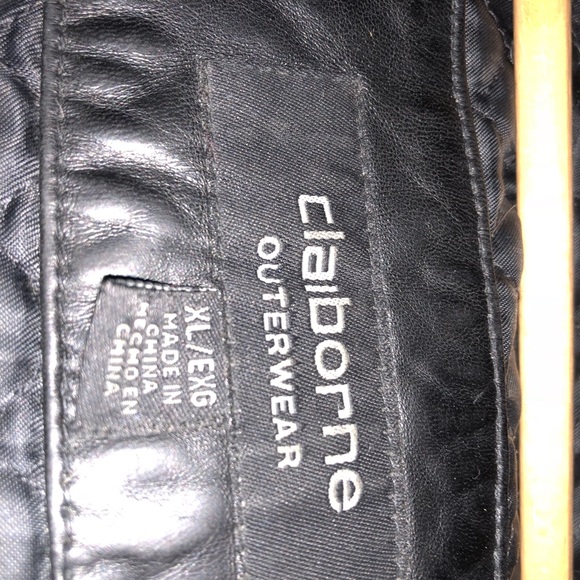 claiborne
OUTERWEAR
XL/EXG
MADE IN
CHINA
HECHO EN
CHINA